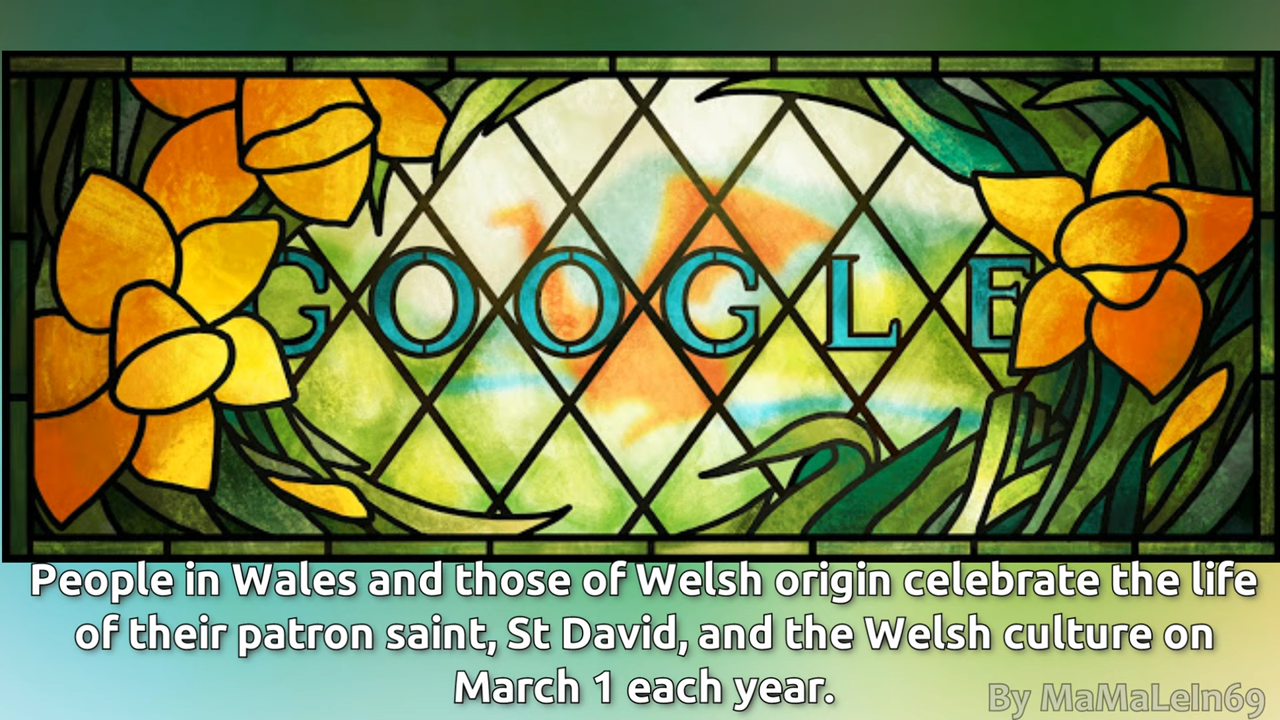 GOOGLE
People in Wales and those of Welsh origin celebrate the life
of their patron saint, St David, and the Welsh culture on
March 1 each year.
By MaMaLeIn69